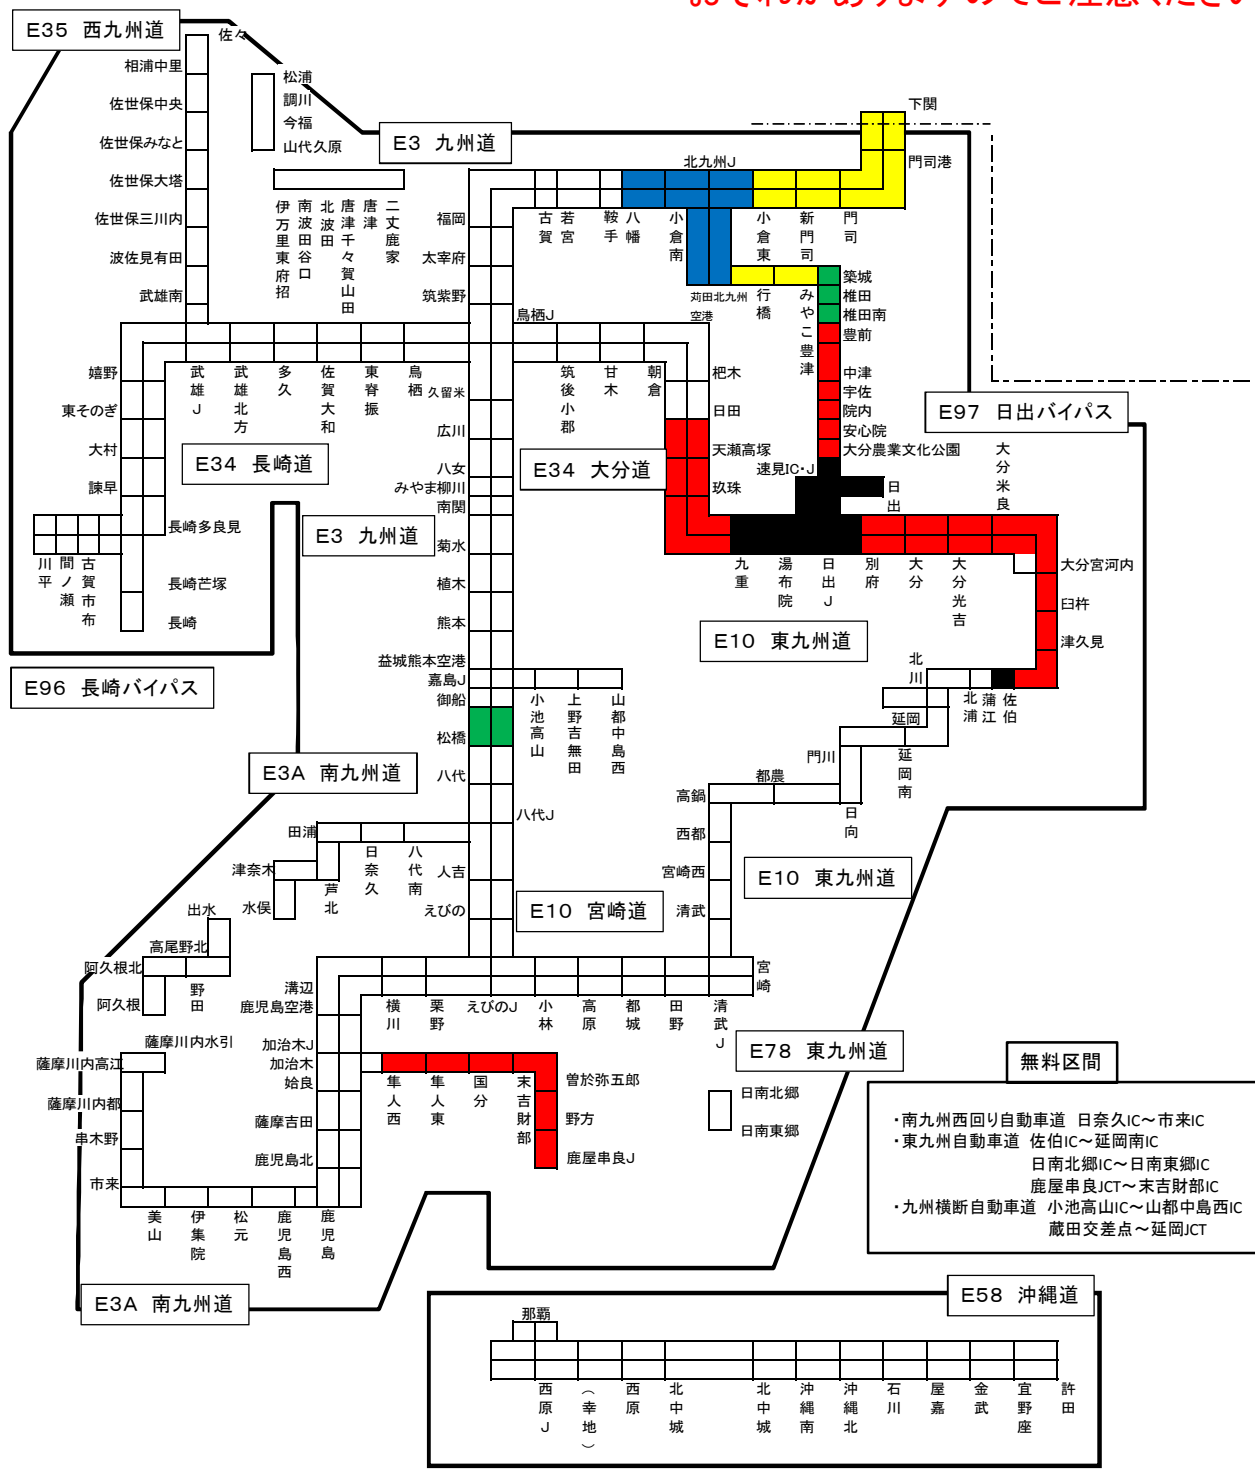 おそれがありますのでご注意ください
E35 西九州道
佐々
相浦中里
佐世保中央
佐世保みなと
佐世保大塔
佐世保三川内
波佐見有田
武雄南
松浦
調川
今福
山代久原
伊万里東府招
南波多谷口
北波田
唐津千々賀山田
唐津
二丈鹿家
E3 九州道
下関
門司港
北九州J
福岡
太宰府
筑紫野
古賀
若宮
鞍手
八幡
小倉南
小倉東
新門司
門司
苅田北九州
空港
行橋
みやこ豊津
築城
椎田
椎田南
豊前
中津
宇佐
院内
安心院
大分農業文化公園
速見IC・J
日出
E97 日出バイパス
鳥栖J
嬉野
東そのぎ
大村
諫早
武雄J
武雄北方
多久
佐賀大和
東脊振
鳥栖
久留米
筑後小郡
甘木
朝倉
杷木
日田
天瀬高塚
玖珠
E34 長崎道
E34 大分道
広川
八女
みやま柳川
南関
菊水
植木
熊本
益城熊本空港
嘉島J
御船
松橋
八代
E3 九州道
長崎多良見
川平
間ノ瀬
古賀市布
長崎芒塚
長崎
E96 長崎バイパス
九重
湯布院
日出J
別府
大分
大分光吉
大分米良
大分宮河内
臼杵
津久見
E10 東九州道
小池高山
上野吉無田
山都中島西
北川
北浦
蒲江
佐伯
延岡
延岡南
門川
日向
都農
高鍋
西都
宮崎西
清武
E10 東九州道
E3A 南九州道
八代J
田浦
日奈久
八代南
人吉
えびの
津奈木
水俣
芦北
E10 宮崎道
出水
高尾野北
阿久根北
阿久根
野田
溝辺
鹿児島空港
横川
栗野
えびのJ
小林
高原
都城
田野
清武J
宮崎
E78 東九州道
薩摩川内水引
薩摩川内高江
薩摩川内都
串木野
市来
加治木J
加治木
姶良
薩摩吉田
鹿児島北
隼人西
隼人東
国分
末吉財部
曽於弥五郎
野方
鹿屋串良J
日南北郷
日南東郷
美山
伊集院
松元
鹿児島西
鹿児島
E3A 南九州道
無料区間
・南九州西回り自動車道 日奈久IC～市来IC
・東九州自動車道 佐伯IC～延岡南IC
日南北郷IC～日南東郷IC
鹿屋串良JCT～末吉財部IC
・九州横断自動車道 小池高山IC～山都中島西IC
蔵田交差点～延岡JCT
E58 沖縄道
那覇
西原J
（幸地）
西原
北中城
北中城
沖縄南
沖縄北
石川
屋嘉
金武
宜野座
許田